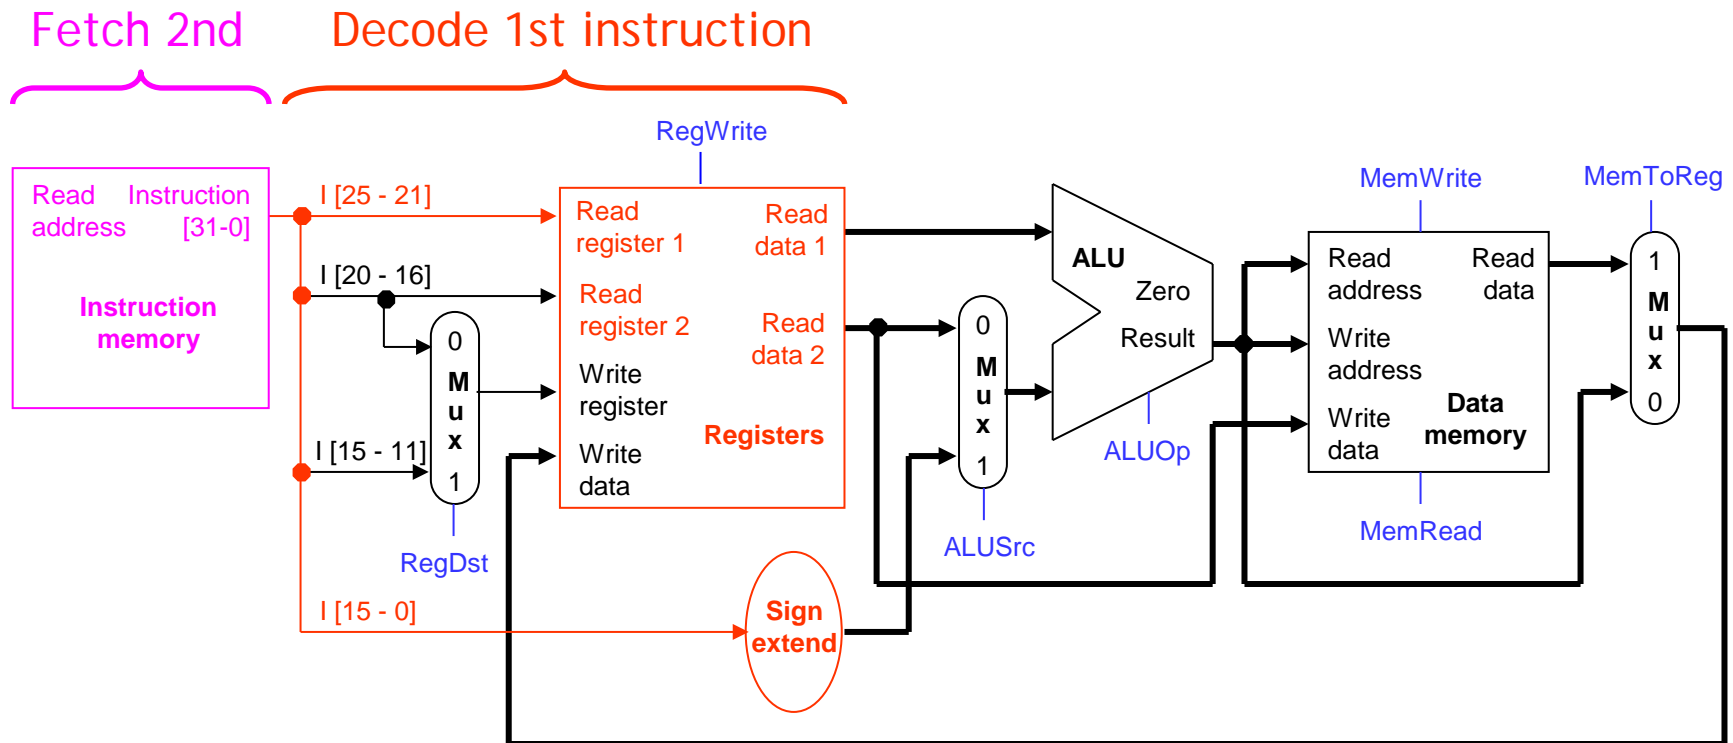 Fetch 2nd
Decode 1st instruction
RegWrite
MemWrite
MemToReg
Read address
Instruction [31-0]
Instruction memory
I [25 - 21]
I [20 - 16]
I [15 - 11]
I [15 - 0]
0
Mux
1
RegDst
Read register 1
Read data 1
Read register 2
Read data 2
Write register
Registers
Write data
Sign extend
0
Mux
1
ALUSrc
ALU
Zero
Result
ALUOp
Read address
Read data
Write address
Write data
Data memory
MemRead
1
Mux
0